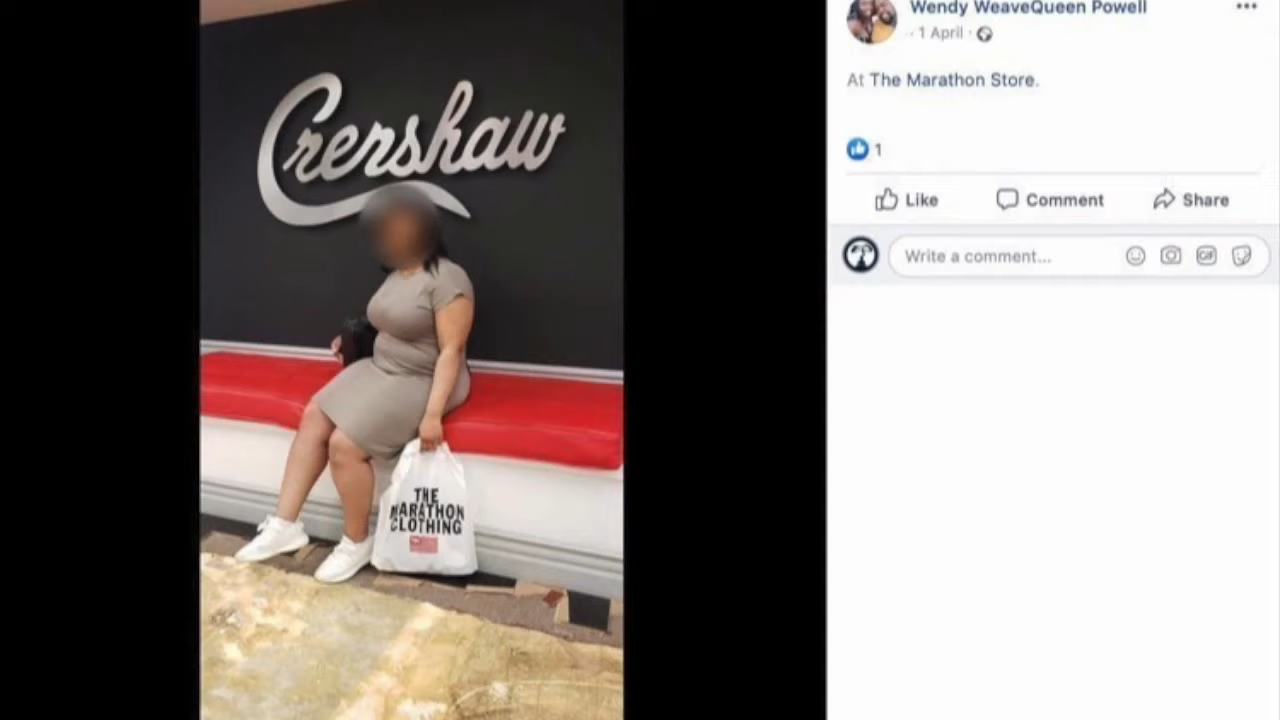 Crenshaw
THE
MARATHON
CLOTHING
Wendy WeaveQueen Powell
1 April ·
At The Marathon Store.
1
Like
Comment
Share
Write a comment...
GIF